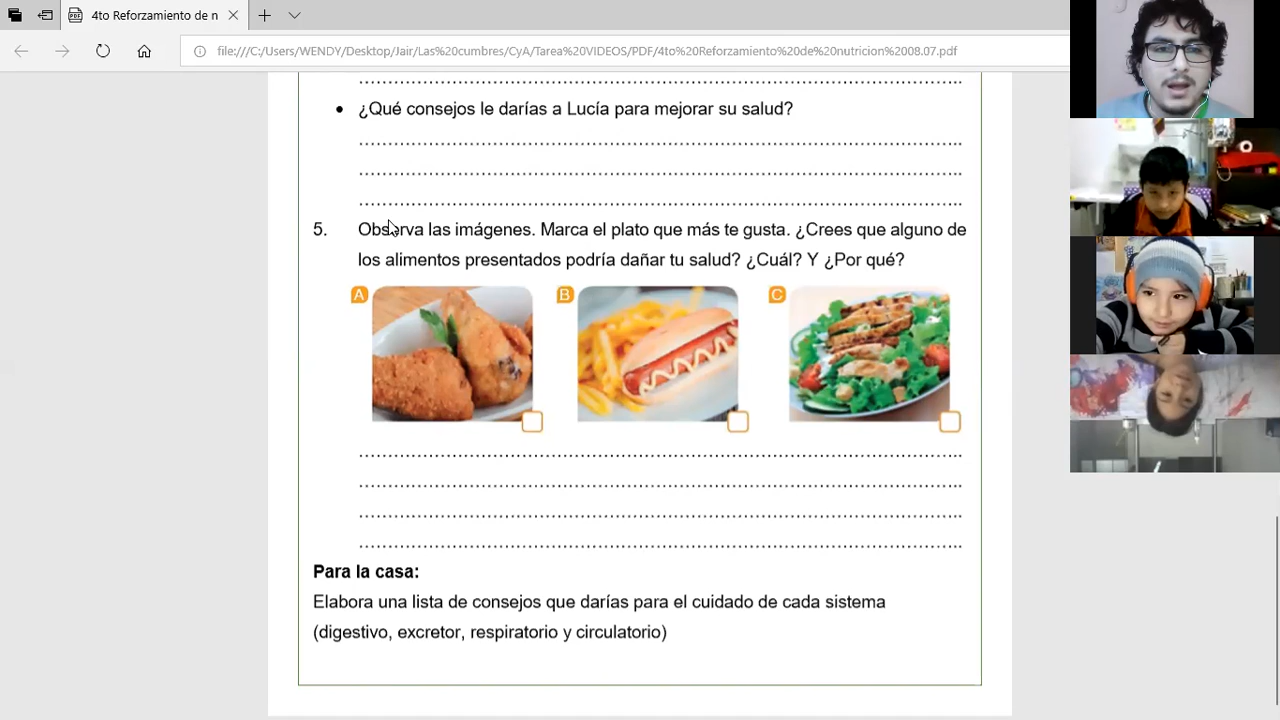 4to Reforzamiento de n
file:///C:/Users/WENDY/Desktop/Jair/Las%20cumbres/CyA/Tarea%20VIDEOS/PDF/4to%20Reforzamiento%20de%20nutricion%2008.07.pdf
• ¿Qué consejos le darías a Lucía para mejorar su salud?
5. Observa las imágenes. Marca el plato que más te gusta. ¿Crees que alguno de
los alimentos presentados podría dañar tu salud? ¿Cuál? Y ¿Por qué?
A B C
Para la casa:
Elabora una lista de consejos que darías para el cuidado de cada sistema
(digestivo, excretor, respiratorio y circulatorio)